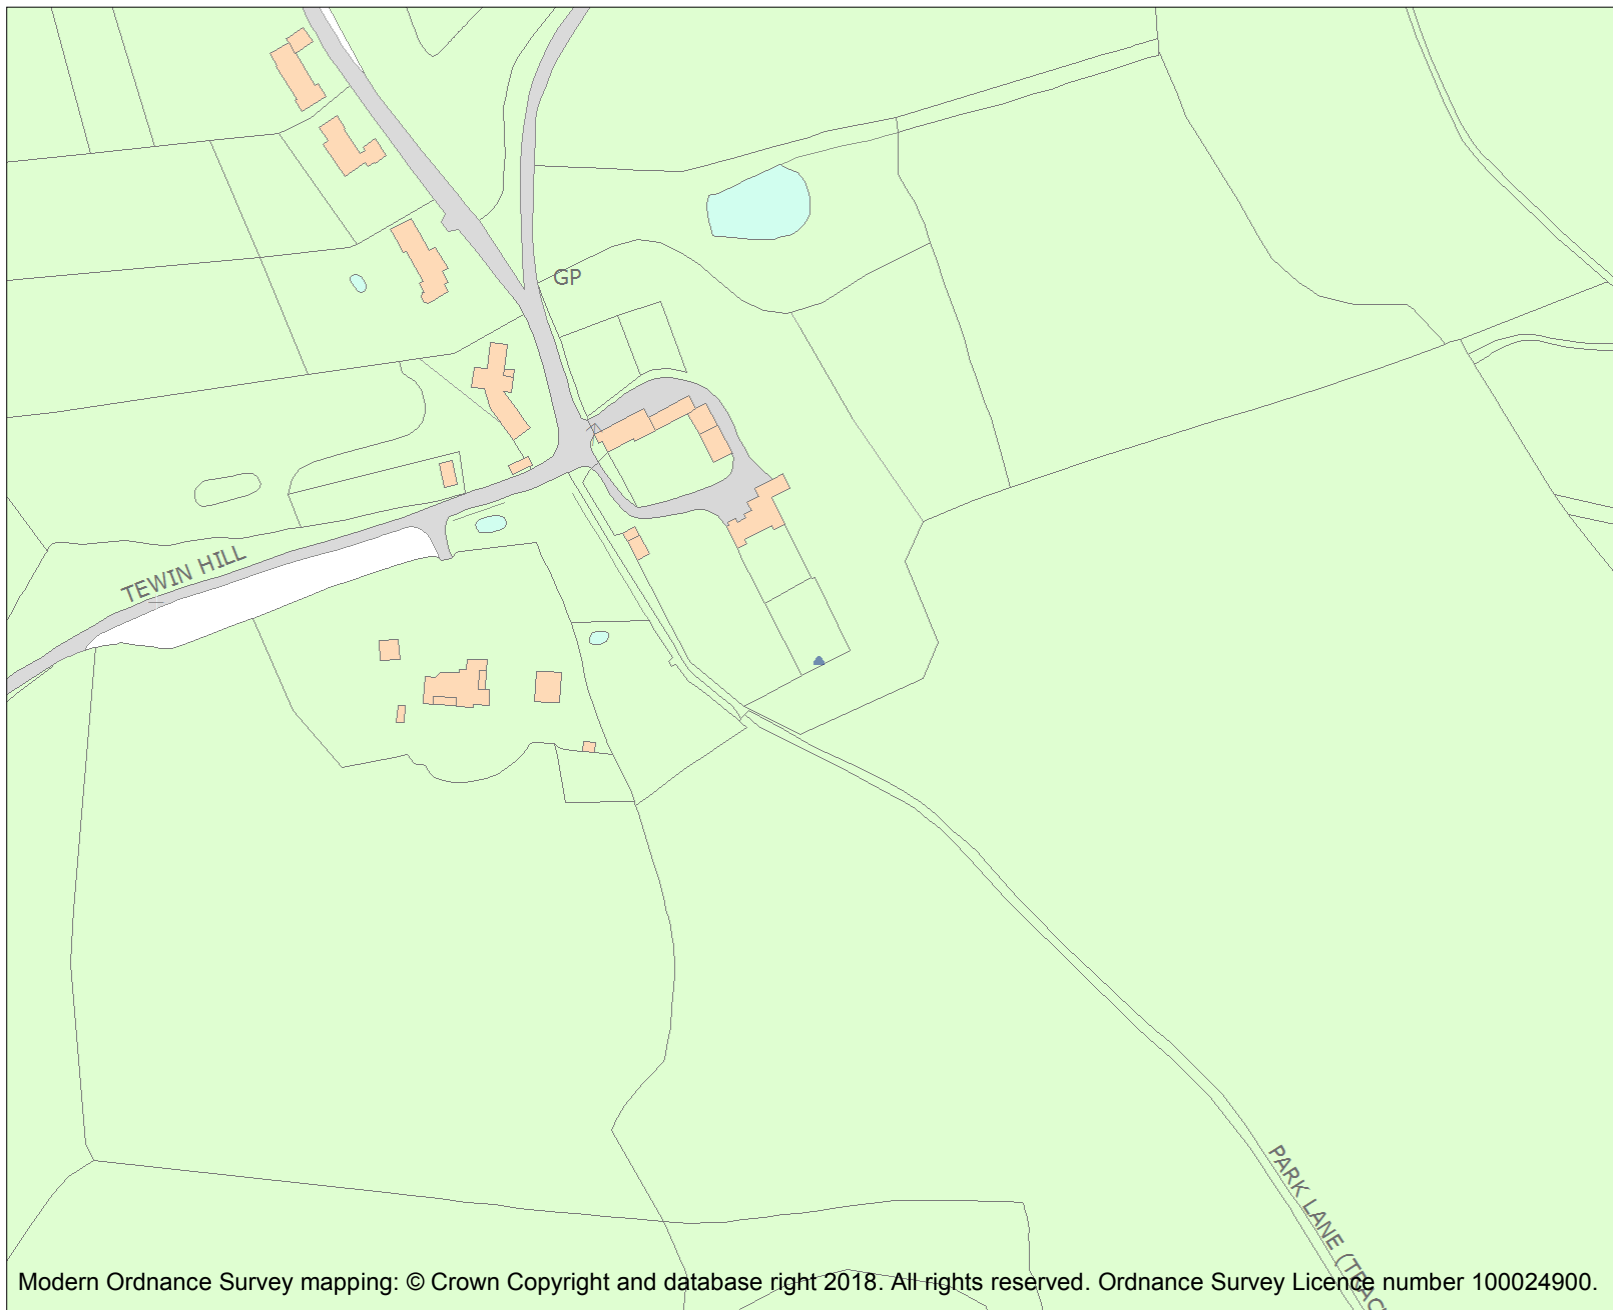 GP
TEWIN HILL
PARK LANE (TRAC
Modern Ordnance Survey mapping: © Crown Copyright and database right 2018. All rights reserved. Ordnance Survey Licence number 100024900.